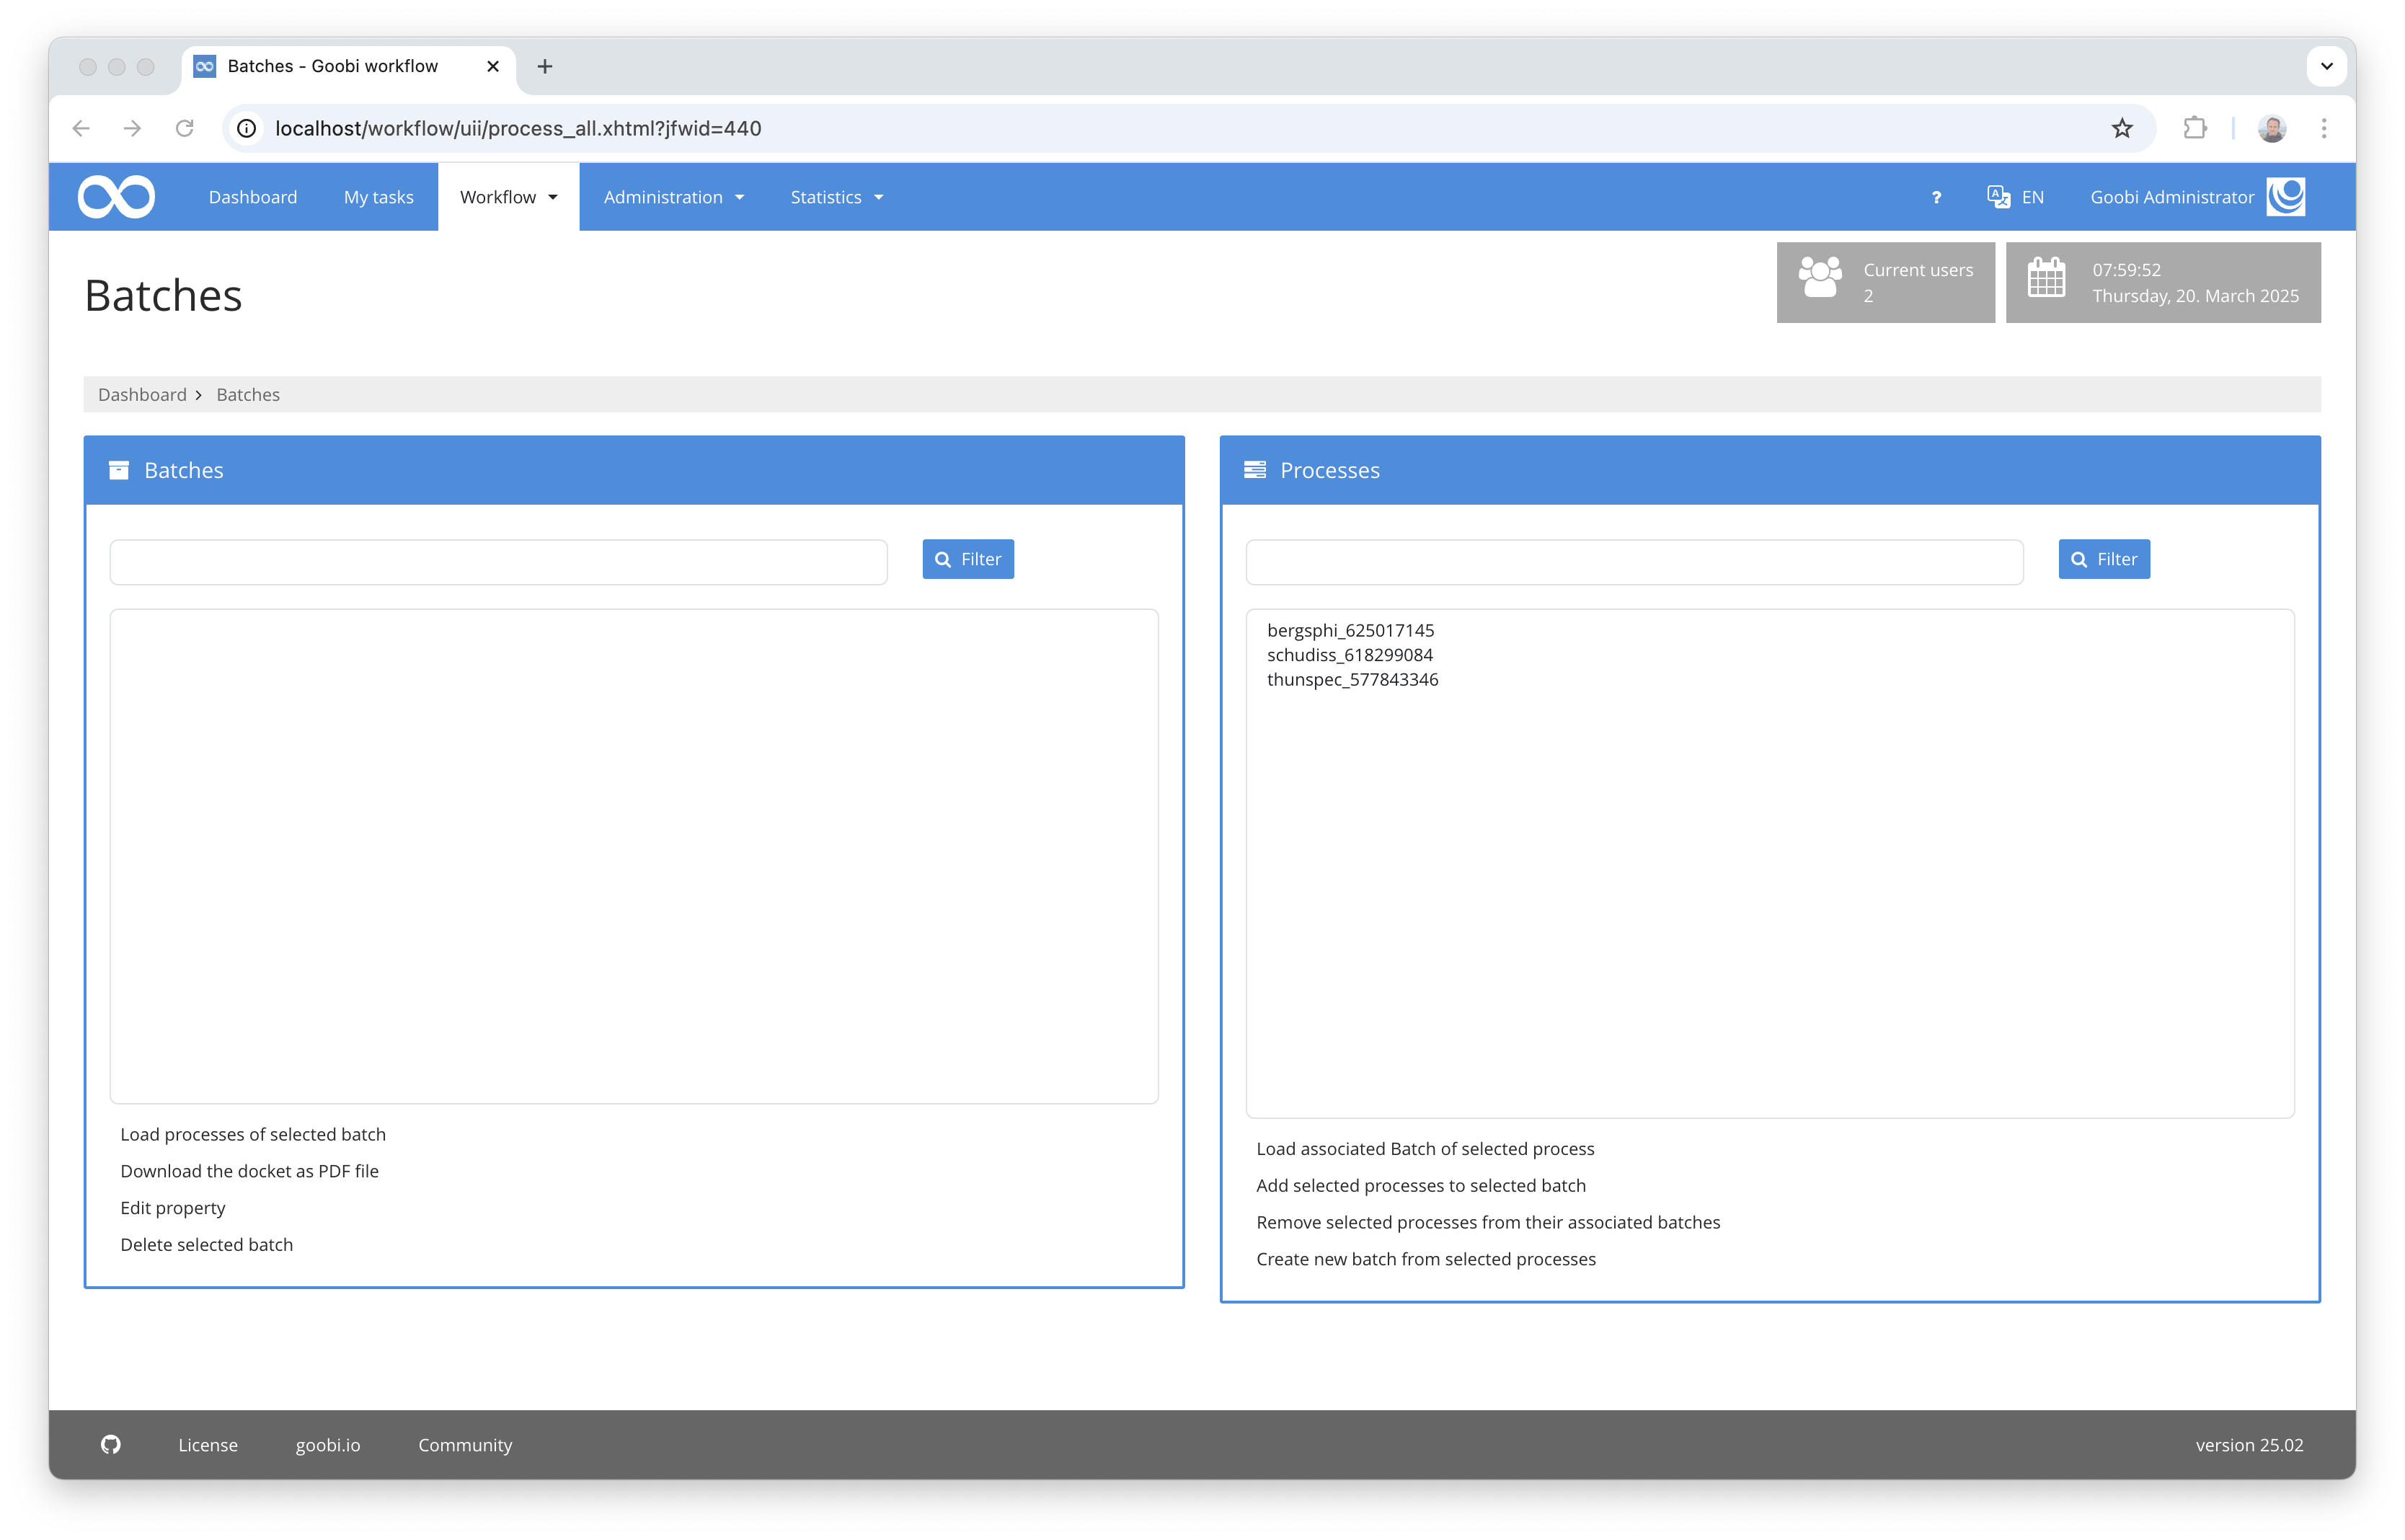 Batches - Goobi workflow
localhost/workflow/uii/process_all.xhtml?jfwid=440
Dashboard My tasks Workflow Administration Statistics ? EN Goobi Administrator
Batches
Current users
2
07:59:52
Thursday, 20. March 2025
Dashboard > Batches
Batches
Filter
Load processes of selected batch
Download the docket as PDF file
Edit property
Delete selected batch
Processes
Filter
bergsphi_625017145
schudiss_618299084
thunspec_577843346
Load associated Batch of selected process
Add selected processes to selected batch
Remove selected processes from their associated batches
Create new batch from selected processes
License goobi.io Community version 25.02